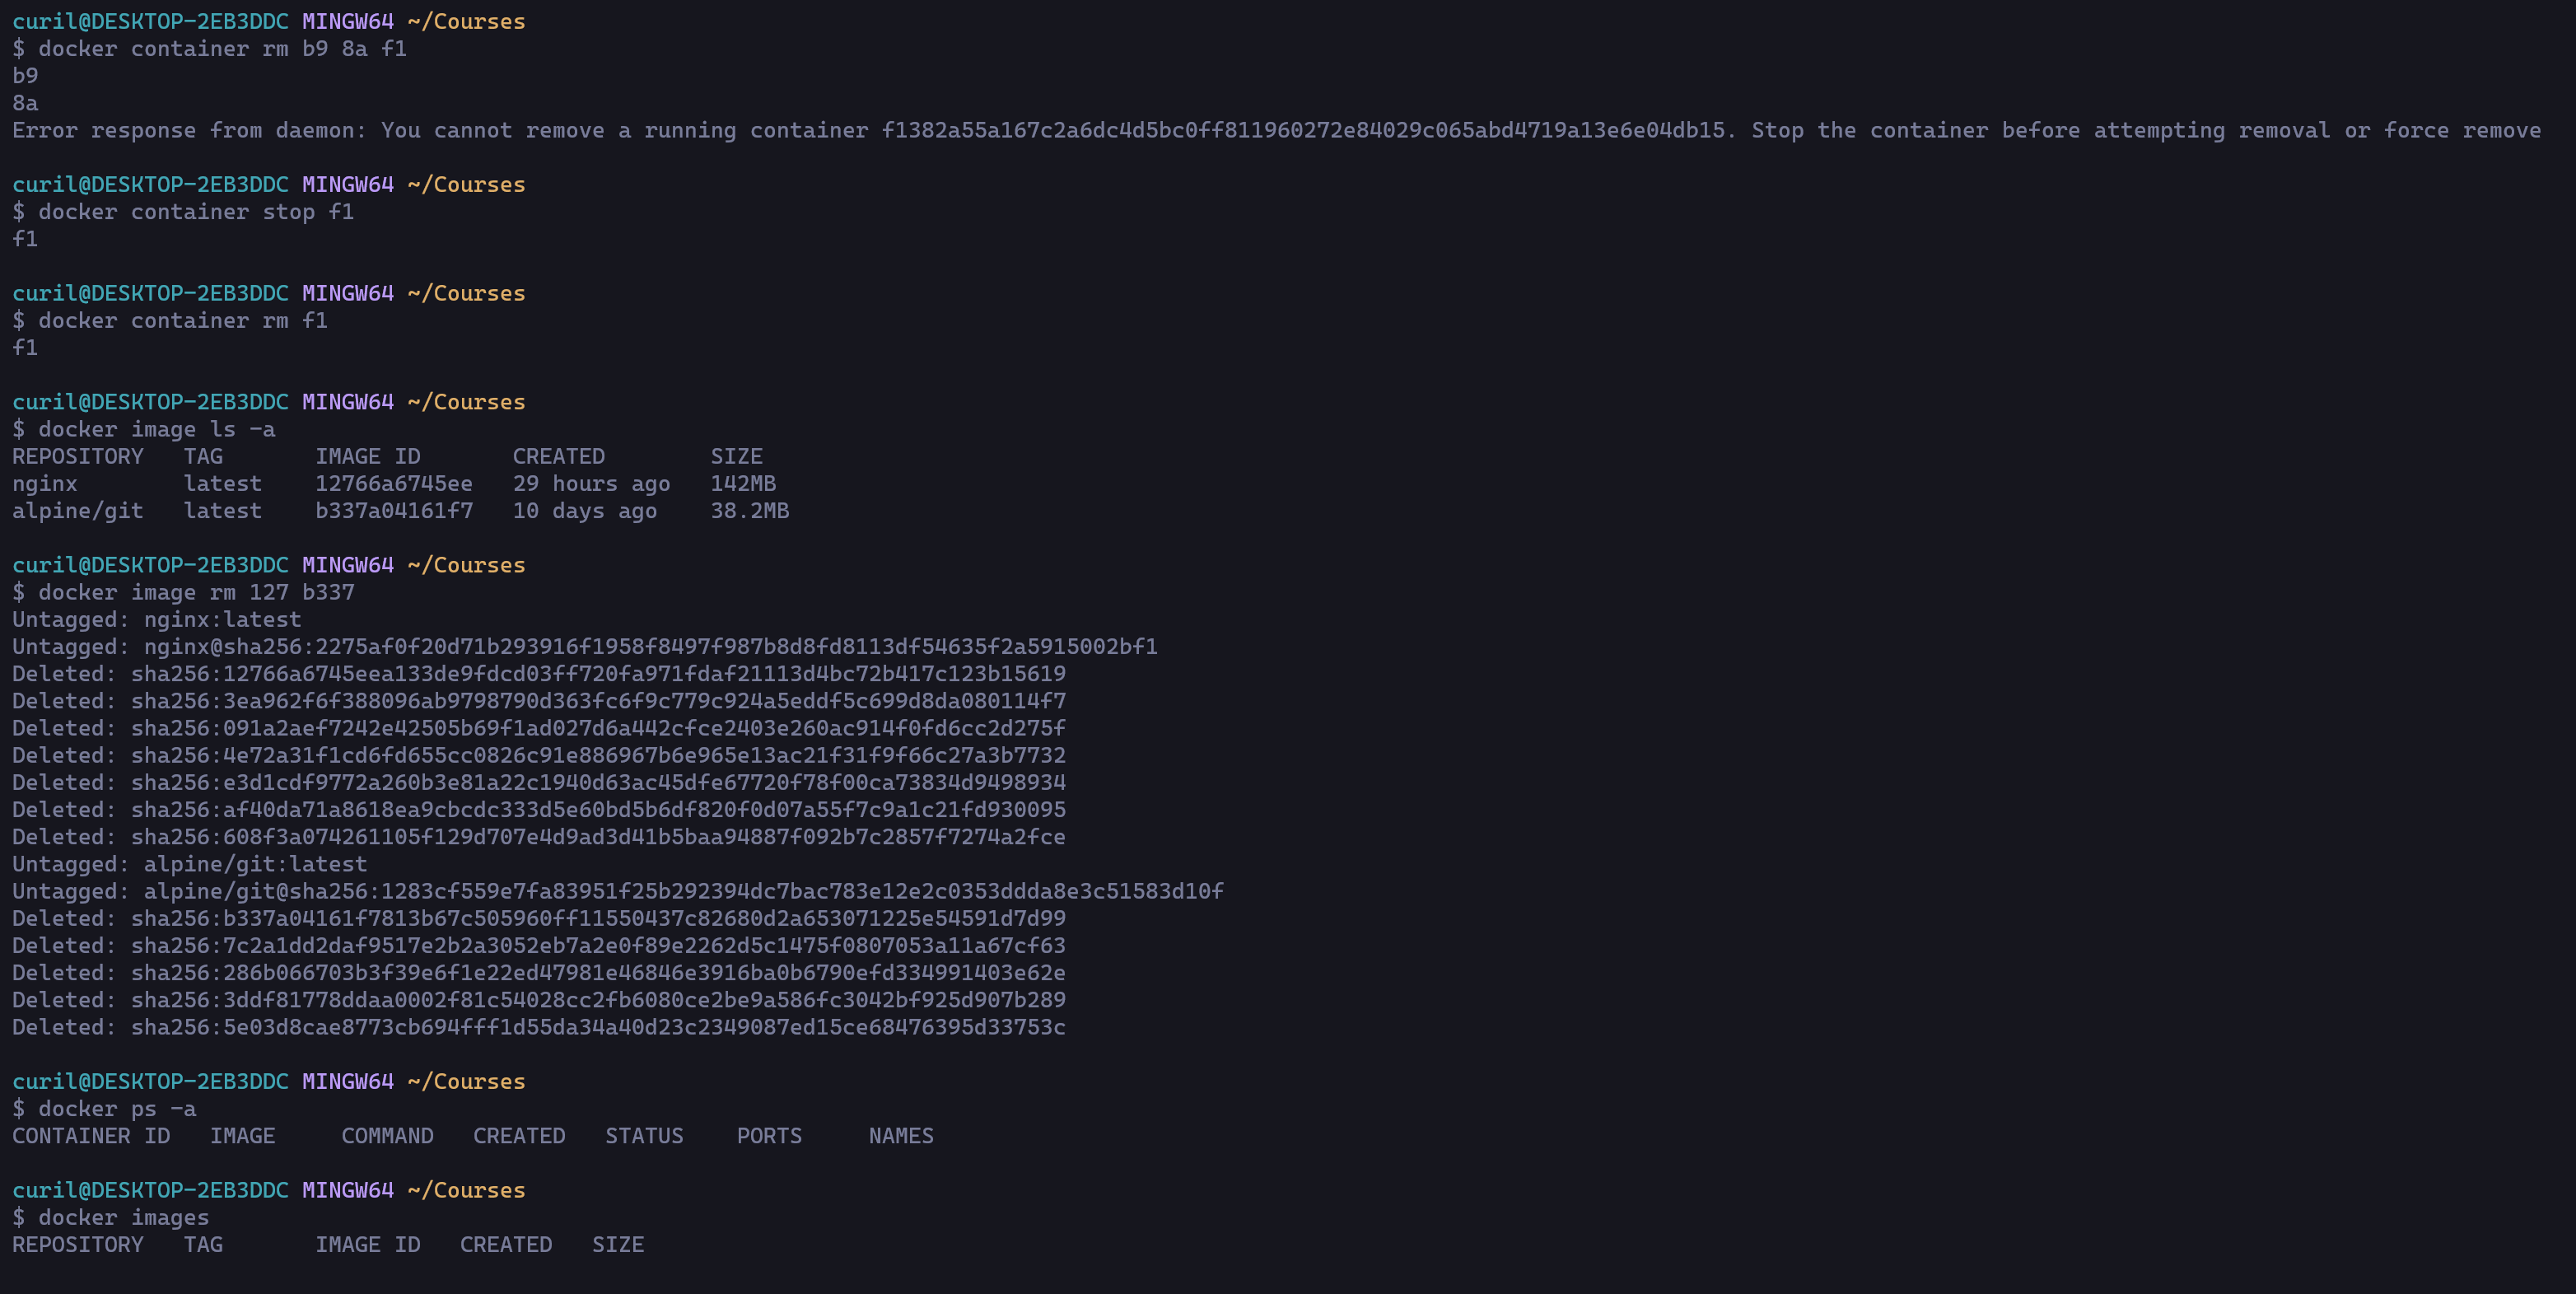 curil@DESKTOP-2EB3DDC MINGW64 ~/Courses
$ docker container rm b9 8a f1
b9
8a
Error response from daemon: You cannot remove a running container f1382a55a167c2a6dc4d5bc0ff811960272e84029c065abd4719a13e6e04db15. Stop the container before attempting removal or force remove
curil@DESKTOP-2EB3DDC MINGW64 ~/Courses
$ docker container stop f1
f1
curil@DESKTOP-2EB3DDC MINGW64 ~/Courses
$ docker container rm f1
f1
curil@DESKTOP-2EB3DDC MINGW64 ~/Courses
$ docker image ls -a
REPOSITORY   TAG       IMAGE ID       CREATED        SIZE
nginx        latest    12766a6745ee   29 hours ago   142MB
alpine/git   latest    b337a04161f7   10 days ago    38.2MB
curil@DESKTOP-2EB3DDC MINGW64 ~/Courses
$ docker image rm 127 b337
Untagged: nginx:latest
Untagged: nginx@sha256:2275af0f20d71b293916f1958f8497f987b8d8fd8113df54635f2a5915002bf1
Deleted: sha256:12766a6745eea133de9fdcd03ff720fa971fdaf21113d4bc72b417c123b15619
Deleted: sha256:3ea962f6f388096ab9798790d363fc6f9c779c924a5eddf5c699d8da080114f7
Deleted: sha256:091a2aef7242e42505b69f1ad027d6a442cfce2403e260ac914f0fd6cc2d275f
Deleted: sha256:4e72a31f1cd6fd655cc0826c91e886967b6e965e13ac21f31f9f66c27a3b7732
Deleted: sha256:e3d1cdf9772a260b3e81a22c1940d63ac45dfe67720f78f00ca73834d9498934
Deleted: sha256:af40da71a8618ea9cbcdc333d5e60bd5b6df820f0d07a55f7c9a1c21fd930095
Deleted: sha256:608f3a074261105f129d707e4d9ad3d41b5baa94887f092b7c2857f7274a2fce
Untagged: alpine/git:latest
Untagged: alpine/git@sha256:1283cf559e7fa83951f25b292394dc7bac783e12e2c0353ddda8e3c51583d10f
Deleted: sha256:b337a04161f7813b67c505960ff11550437c82680d2a653071225e54591d7d99
Deleted: sha256:7c2a1dd2daf9517e2b2a3052eb7a2e0f89e2262d5c1475f0807053a11a67cf63
Deleted: sha256:286b066703b3f39e6f1e22ed47981e46846e3916ba0b6790efd334991403e62e
Deleted: sha256:3ddf81778ddaa0002f81c54028cc2fb6080ce2be9a586fc3042bf925d907b289
Deleted: sha256:5e03d8cae8773cb694fff1d55da34a40d23c2349087ed15ce68476395d33753c
curil@DESKTOP-2EB3DDC MINGW64 ~/Courses
$ docker ps -a
CONTAINER ID   IMAGE     COMMAND   CREATED   STATUS    PORTS     NAMES
curil@DESKTOP-2EB3DDC MINGW64 ~/Courses
$ docker images
REPOSITORY   TAG       IMAGE ID   CREATED   SIZE